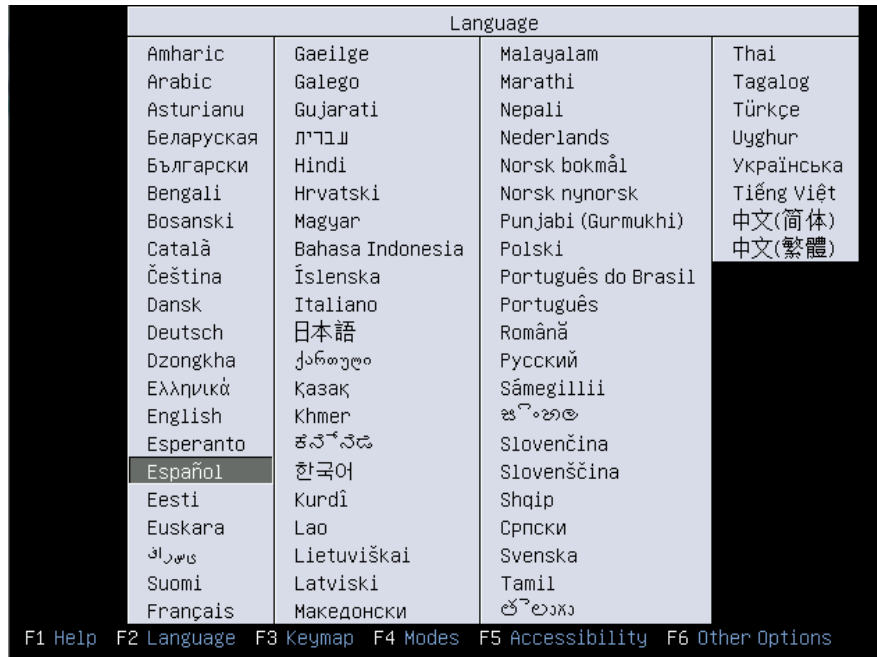 Language
Amharic
Arabic
Asturianu
Беларуская
Български
Bengali
Bosanski
Català
Čeština
Dansk
Deutsch
Dzongkha
Ελληνικά
English
Esperanto
Español
Eesti
Euskara
فارسی
Suomi
Français
Gaeilge
Galego
Gujarati
עברית
Hindi
Hrvatski
Magyar
Bahasa Indonesia
Íslenska
Italiano
日本語
ქართული
Қазақ
Khmer
ಕನ್ನಡ
한국어
Kurdî
Lao
Lietuviškai
Latviski
Македонски
Malayalam
Marathi
Nepali
Nederlands
Norsk bokmål
Norsk nynorsk
Punjabi (Gurmukhi)
Polski
Português do Brasil
Português
Română
Русский
Sámegillii
සිංහල
Slovenčina
Slovenščina
Shqip
Српски
Svenska
Tamil
తెలుగు
Thai
Tagalog
Türkçe
Uyghur
Українська
Tiếng Việt
中文(简体)
中文(繁體)
F1 Help F2 Language F3 Keymap F4 Modes F5 Accessibility F6 Other Options